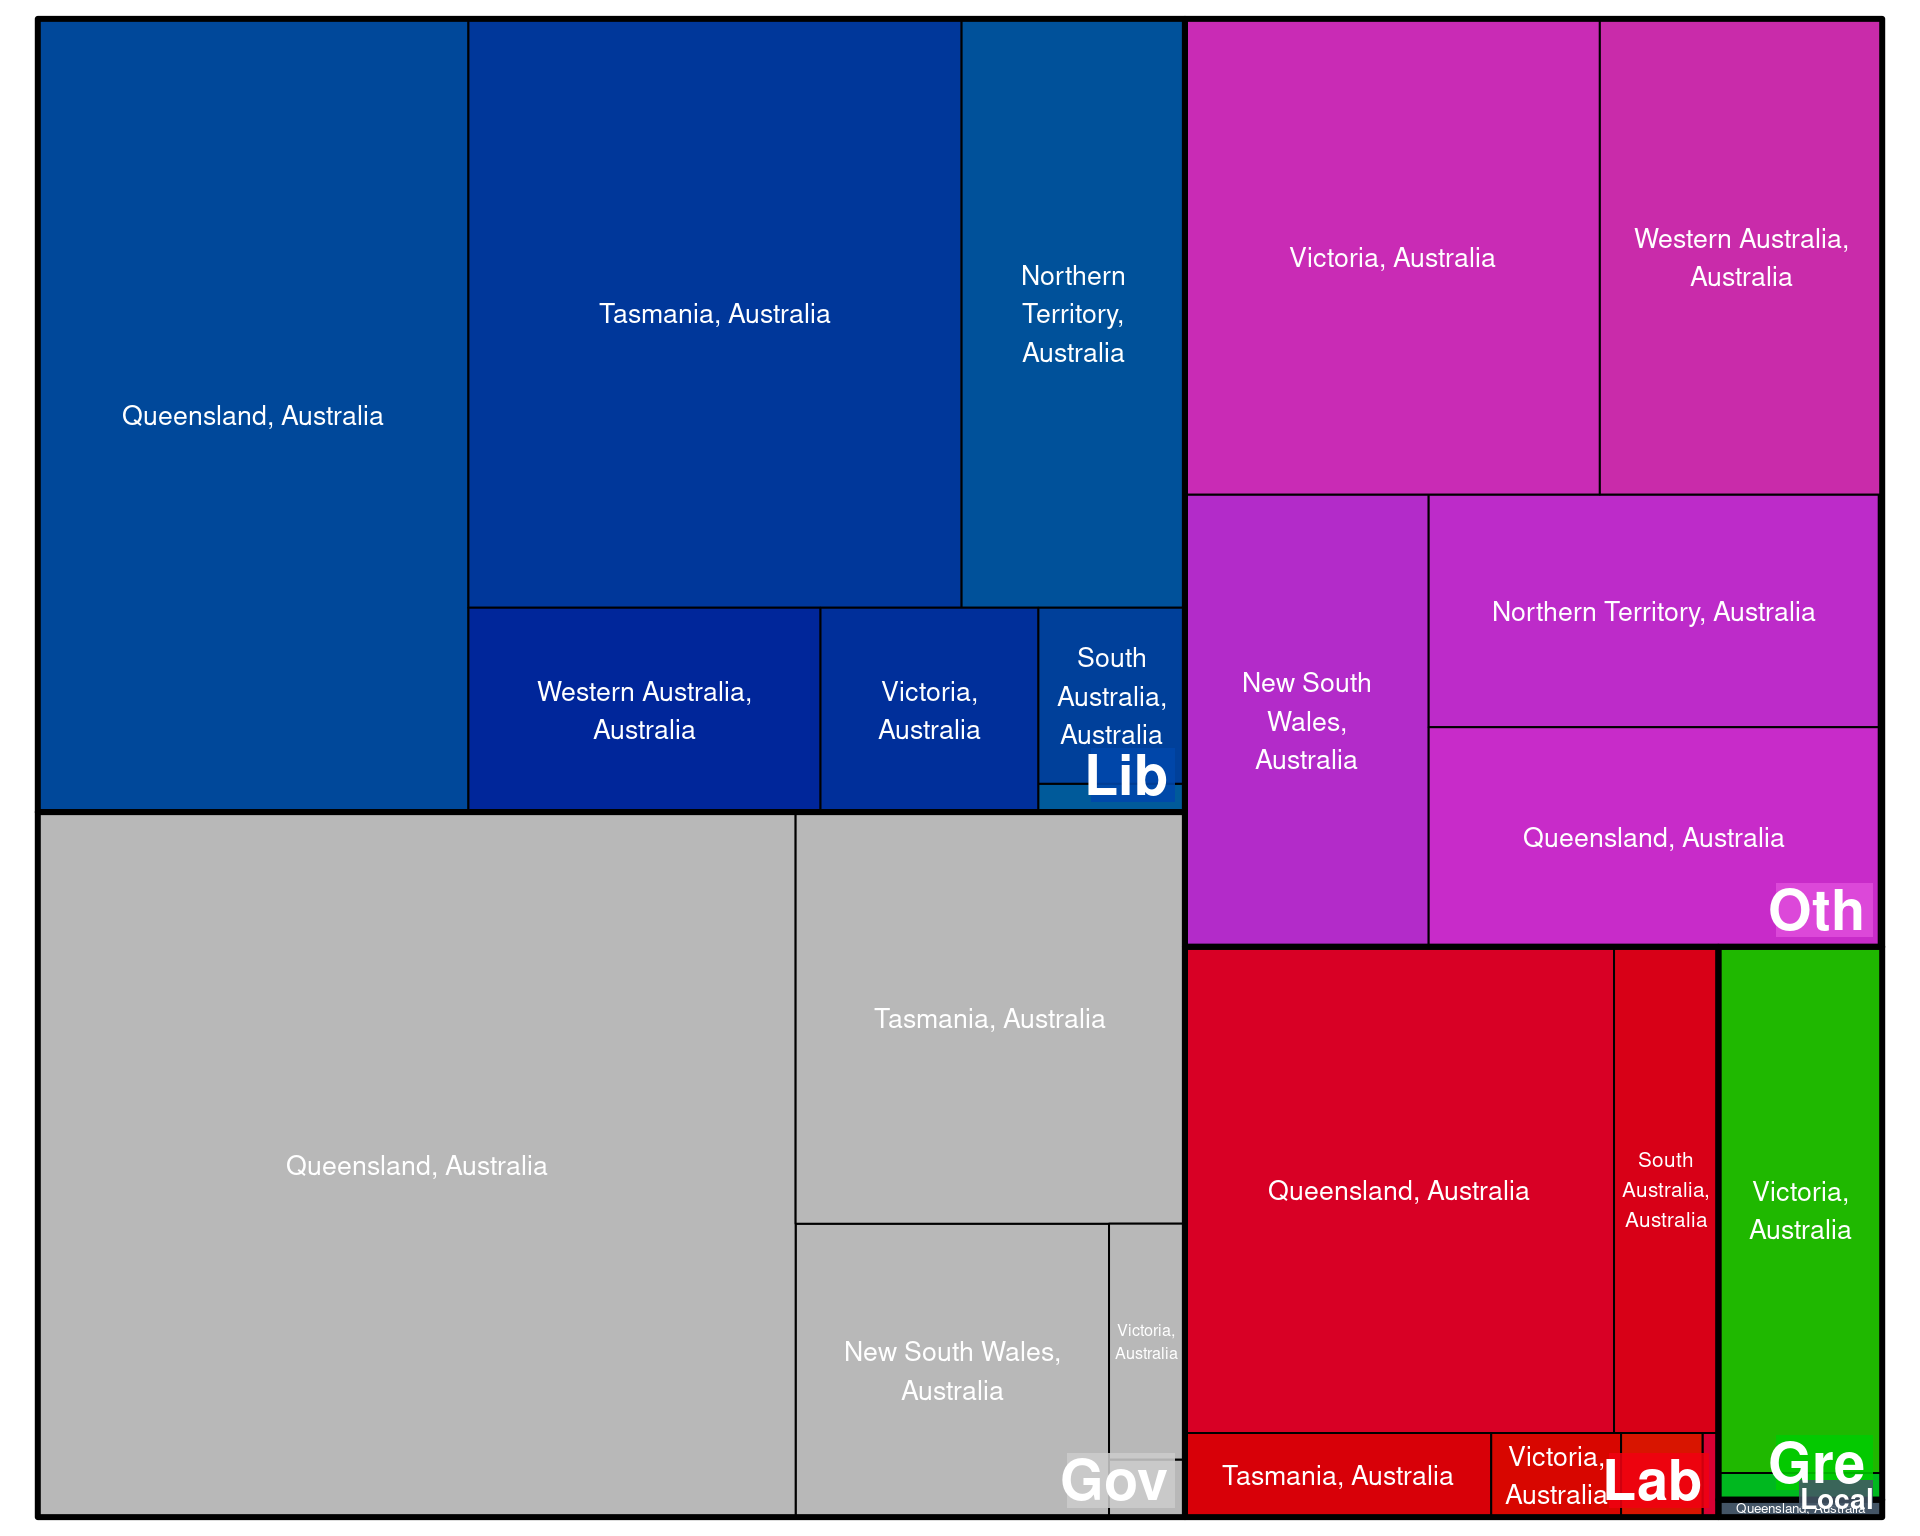 Queensland, Australia
Tasmania, Australia
Northern
Territory,
Australia
Western Australia,
Australia
Victoria,
Australia
South
Australia,
Australia
Lib
Victoria, Australia
Western Australia,
Australia
New South
Wales,
Australia
Northern Territory, Australia
Queensland, Australia
Oth
Queensland, Australia
Tasmania, Australia
New South Wales,
Australia
Victoria,
Australia
Gov
Queensland, Australia
South
Australia,
Australia
Tasmania, Australia
Victoria,
Australia
Lab
Victoria,
Australia
Gre
Queensland, Australia
Local